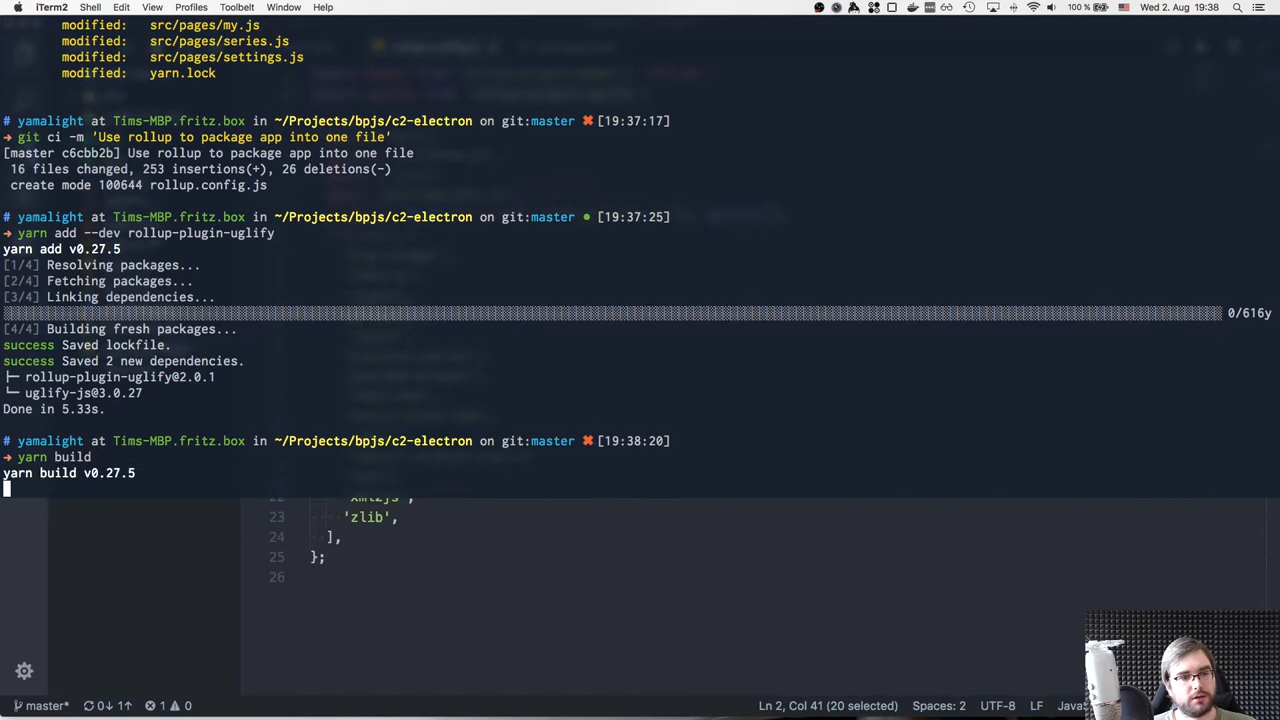 iTerm2 Shell Edit View Profiles Toolbelt Window Help 100 % Wed 2. Aug 19:38
modified: src/pages/my.js
modified: src/pages/series.js
modified: src/pages/settings.js
modified: yarn.lock
# yamalight at Tims-MBP.fritz.box in ~/Projects/bpjs/c2-electron on git:master ✖ [19:37:17]
→ git ci -m 'Use rollup to package app into one file'
[master c6cbb2b] Use rollup to package app into one file
16 files changed, 253 insertions(+), 26 deletions(-)
create mode 100644 rollup.config.js
# yamalight at Tims-MBP.fritz.box in ~/Projects/bpjs/c2-electron on git:master ● [19:37:25]
→ yarn add --dev rollup-plugin-uglify
yarn add v0.27.5
[1/4] Resolving packages...
[2/4] Fetching packages...
[3/4] Linking dependencies...
0/616y
[4/4] Building fresh packages...
success Saved lockfile.
success Saved 2 new dependencies.
├─ rollup-plugin-uglify@2.0.1
└─ uglify-js@3.0.27
Done in 5.33s.
# yamalight at Tims-MBP.fritz.box in ~/Projects/bpjs/c2-electron on git:master ✖ [19:38:20]
→ yarn build
yarn build v0.27.5
22 'xml2js',
23 'zlib',
24 ],
25 };
26
master* 0↓ 1↑ 1 0 Ln 2, Col 41 (20 selected) Spaces: 2 UTF-8 LF